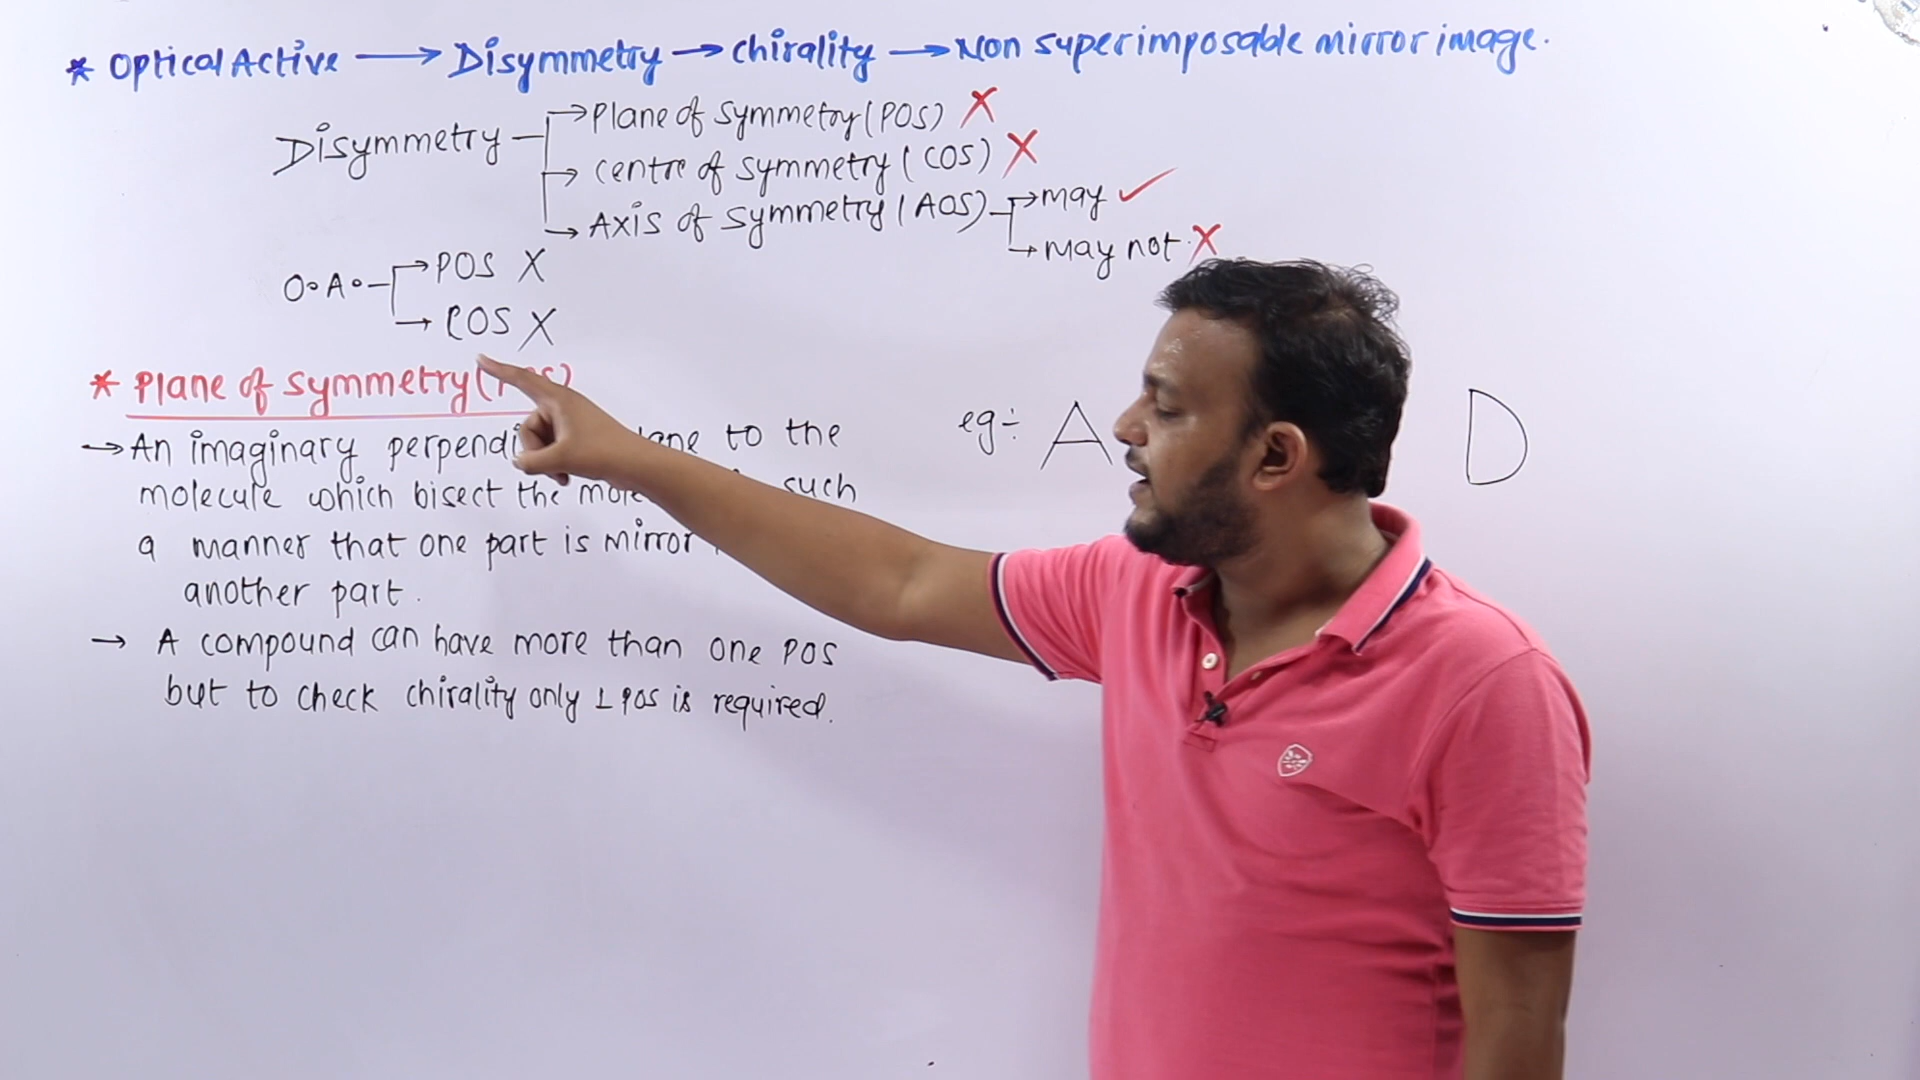 * Optical Active → Disymmetry → chirality → Non superimposable mirror image.
Disymmetry → Plane of symmetry (POS) X
→ centre of symmetry (COS) X
→ Axis of symmetry (AOS) → may ✓
→ may not X
O.A. → POS X
→ COS X
* Plane of symmetry (POS)
→ An imaginary to the
molecule which bisect the such
a manner that one part is mirror
another part.
→ A compound can have more than one POS
but to check chirality only 1 POS is required.
eg÷ A D